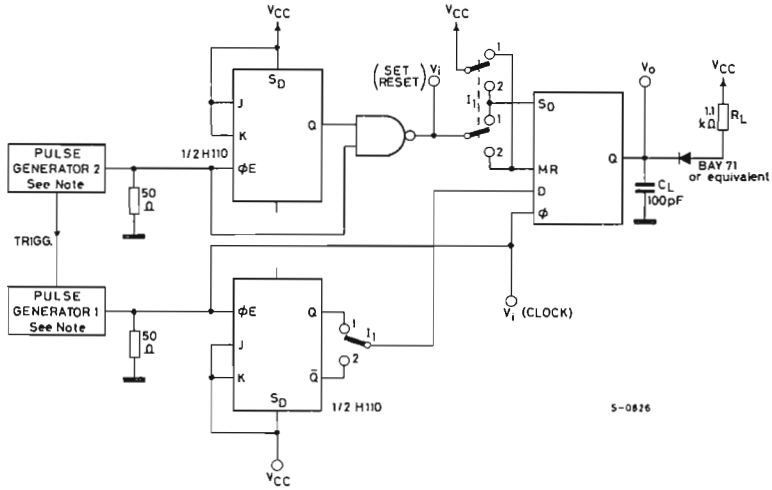 VCC
SD
J
K
Q
φE
1/2 H110
PULSE
GENERATOR 2
See Note
50
Ω
TRIGG.
PULSE
GENERATOR 1
See Note
50
Ω
φE
J
K
SD
Q
Q̄
1/2 H110
VCC
1
I1
2
(SET
RESET)
Vi
VCC
1
2
I1
1
2
SD
MR
D
φ
Q
Vi (CLOCK)
Vo
VCC
1.1
kΩ
RL
BAY 71
or equivalent
CL
100pF
S-0826